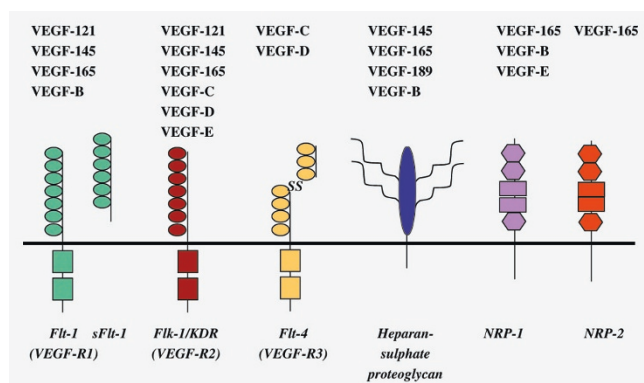 VEGF-121
VEGF-145
VEGF-165
VEGF-B
VEGF-121
VEGF-145
VEGF-165
VEGF-C
VEGF-D
VEGF-E
VEGF-C
VEGF-D
VEGF-145
VEGF-165
VEGF-189
VEGF-B
VEGF-165
VEGF-B
VEGF-E
VEGF-165
SS
Flt-1
(VEGF-R1)
sFlt-1
Flk-1/KDR
(VEGF-R2)
Flt-4
(VEGF-R3)
Heparan-
sulphate
proteoglycan
NRP-1
NRP-2